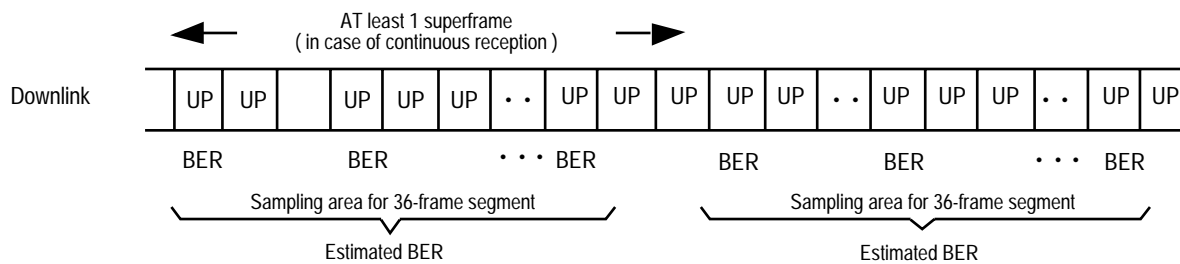 AT least 1 superframe
( in case of continuous reception )
Downlink UP UP UP UP UP · · UP UP UP UP UP · · UP UP UP · · UP UP
BER BER · · · BER BER BER · · · BER
Sampling area for 36-frame segment Sampling area for 36-frame segment
Estimated BER Estimated BER